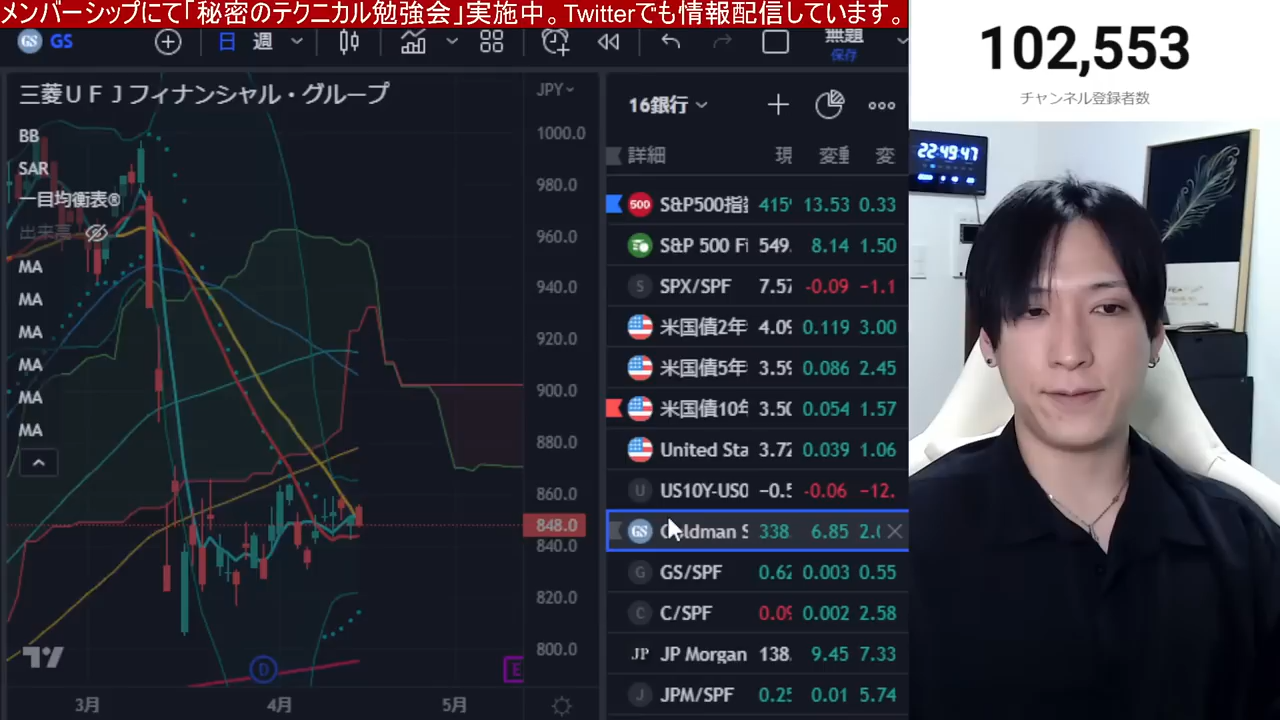 メンバーシップにて「秘密のテクニカル勉強会」実施中。Twitterでも情報配信しています。
GS GS 日 週 無題
保存
102,553
チャンネル登録者数
三菱UFJフィナンシャル・グループ
JPY
BB
SAR
一目均衡表®
出来高
MA
MA
MA
MA
MA
MA
1000.0
980.0
960.0
940.0
920.0
900.0
880.0
860.0
848.0
840.0
820.0
800.0
D
E
3月 4月 5月
16銀行
詳細 現 変動 変
500 S&P500指数 415 13.53 0.33
S&P 500 Fi 549. 8.14 1.50
S SPX/SPF 7.57 -0.09 -1.1
米国債2年 4.09 0.119 3.00
米国債5年 3.59 0.086 2.45
米国債10年 3.50 0.054 1.57
United Sta 3.72 0.039 1.06
U US10Y-US0 -0.5 -0.06 -12.
GS Goldman S 338. 6.85 2.0
G GS/SPF 0.62 0.003 0.55
C C/SPF 0.09 0.002 2.58
JP JP Morgan 138. 9.45 7.33
J JPM/SPF 0.25 0.01 5.74
22:49:47